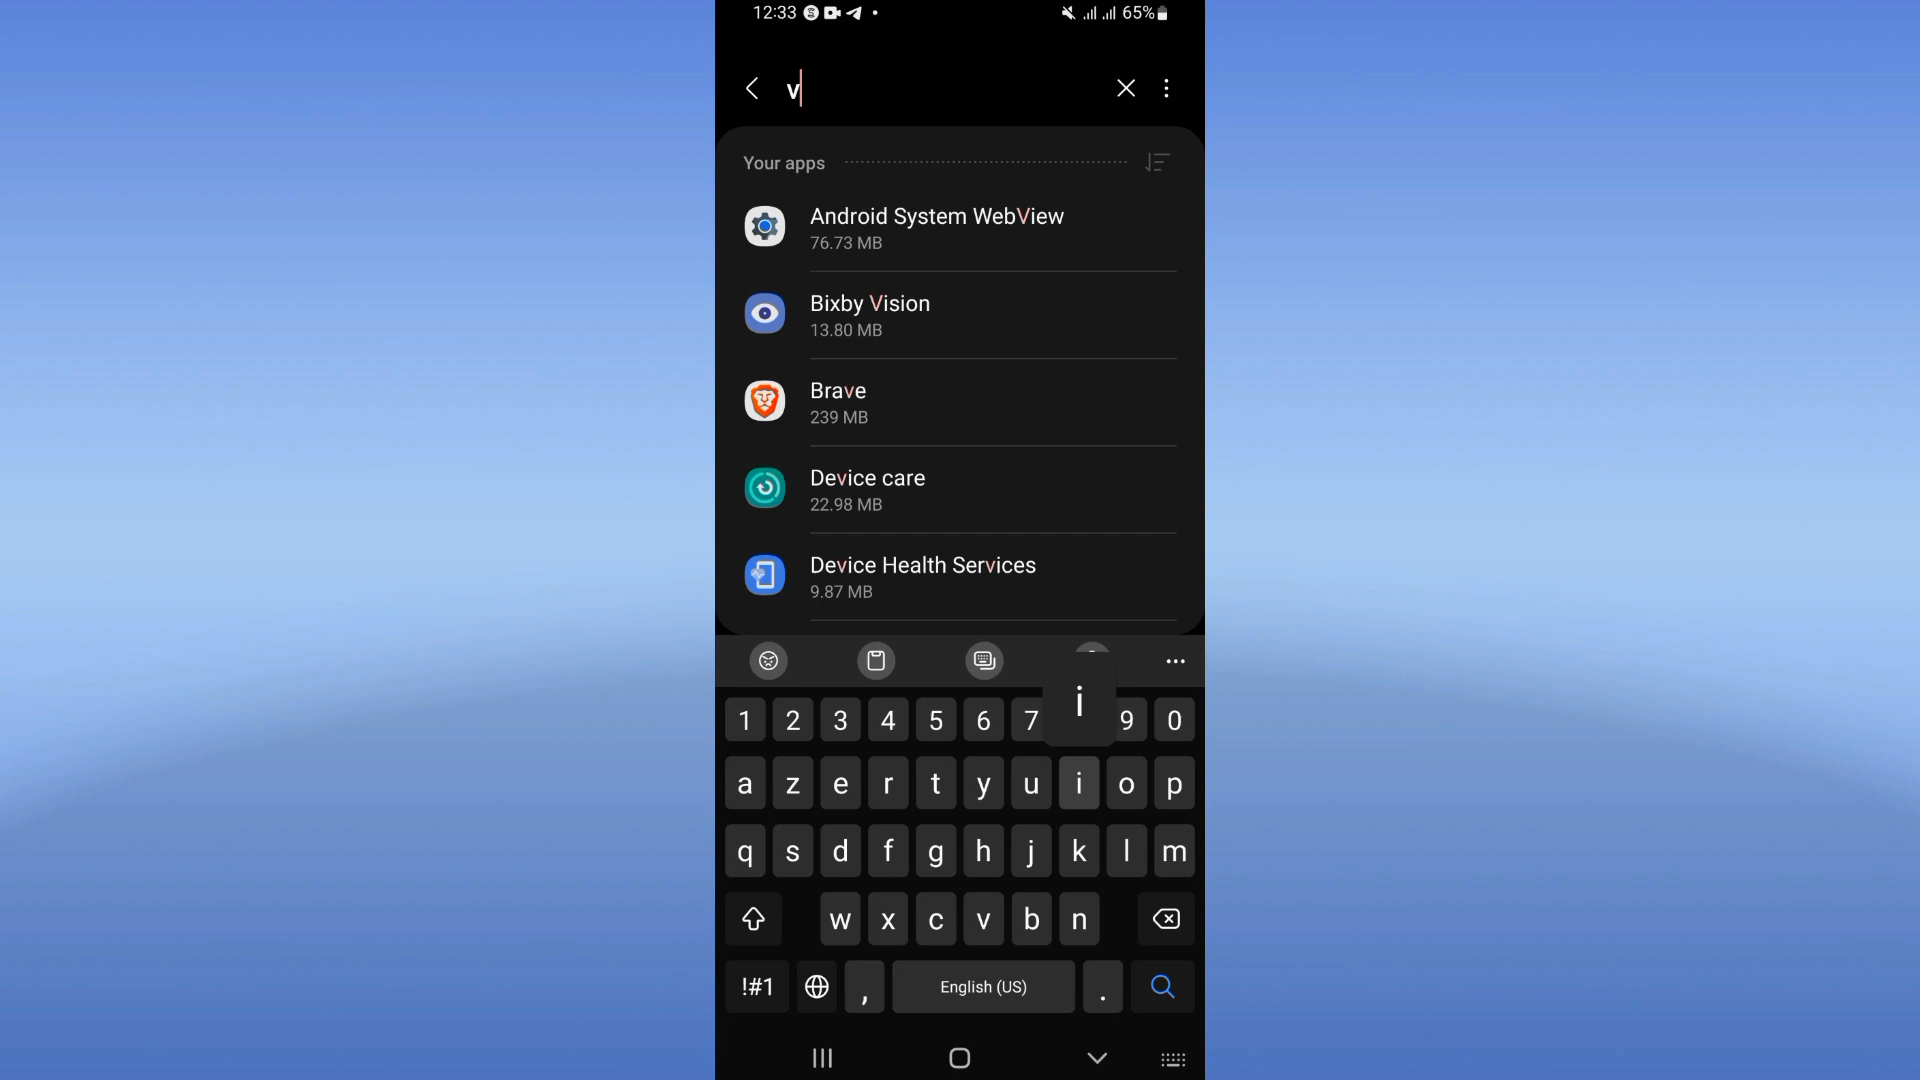 12:33 65%
v
Your apps
Android System WebView
76.73 MB
Bixby Vision
13.80 MB
Brave
239 MB
Device care
22.98 MB
Device Health Services
9.87 MB
i
1 2 3 4 5 6 7 9 0
a z e r t y u i o p
q s d f g h j k l m
w x c v b n
!#1 , English (US) .